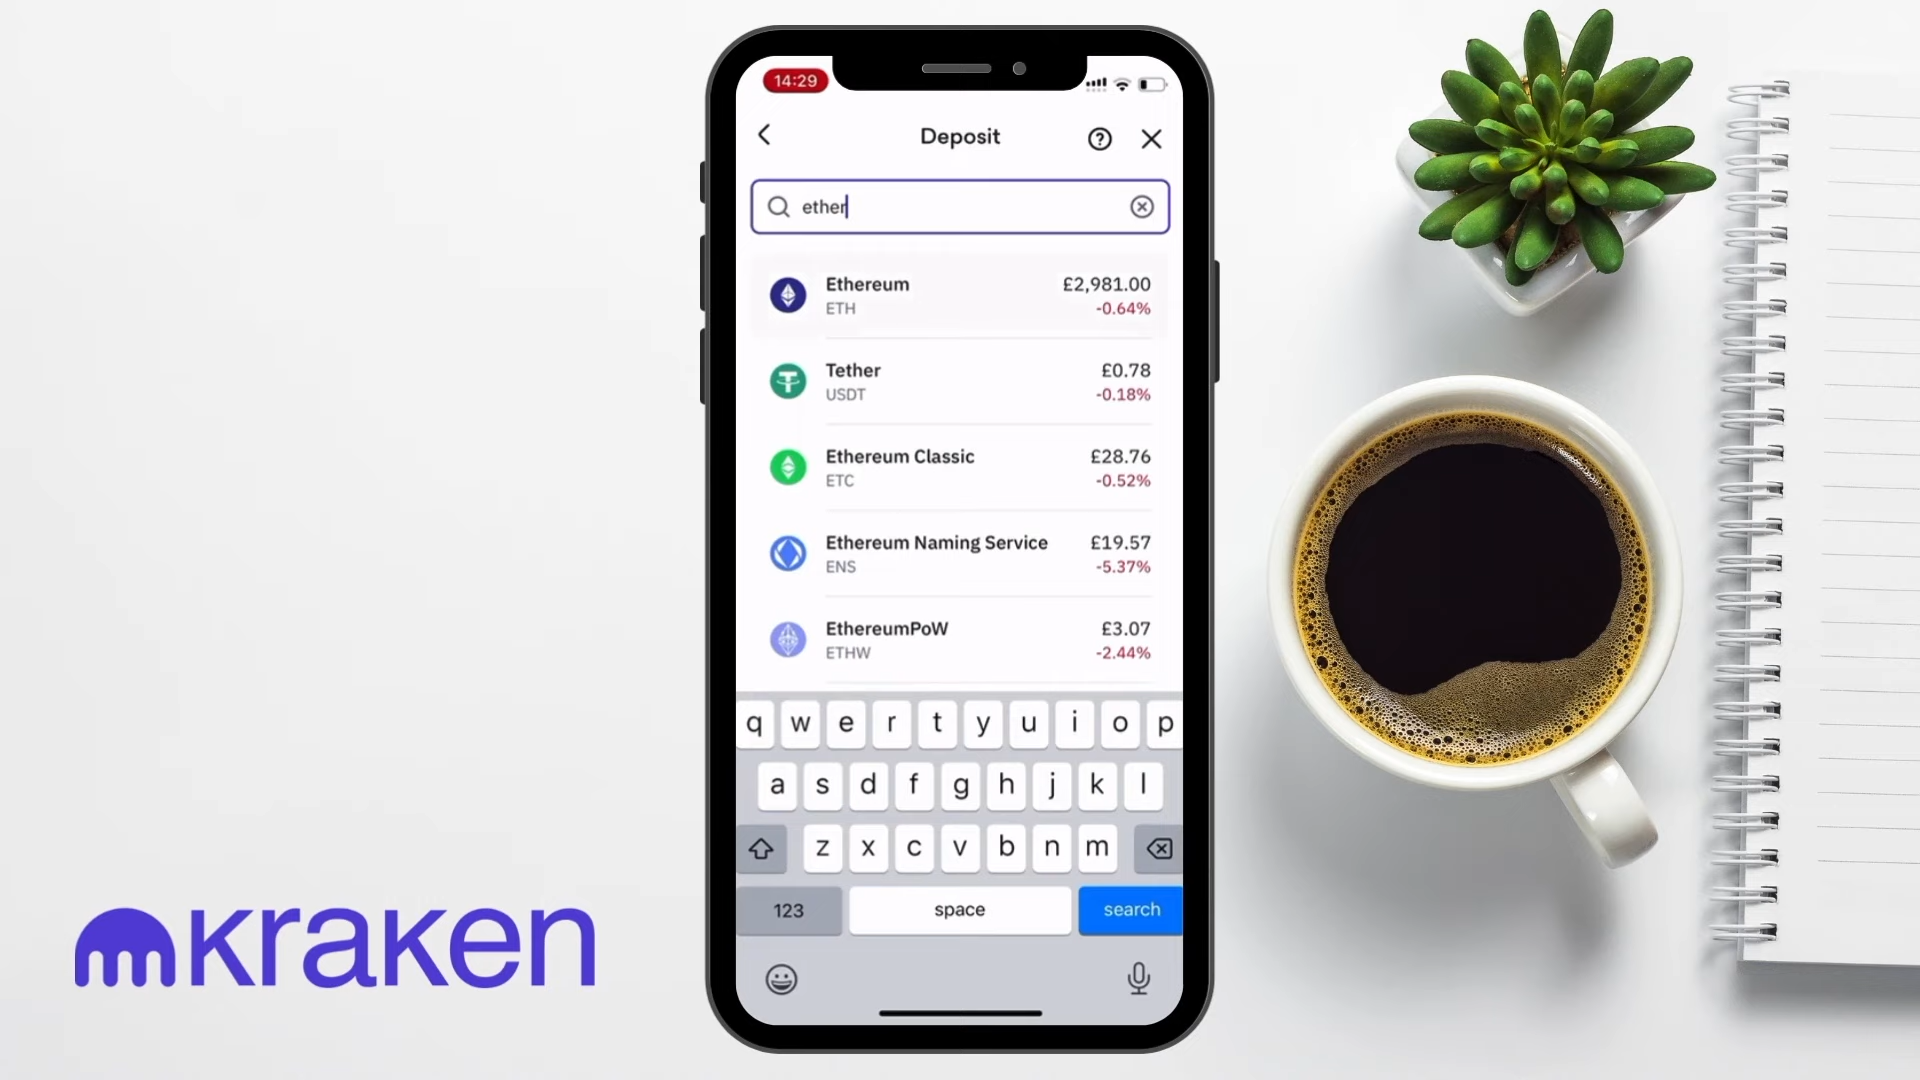 14:29
Deposit
ether
Ethereum £2,981.00
ETH -0.64%
Tether £0.78
USDT -0.18%
Ethereum Classic £28.76
ETC -0.52%
Ethereum Naming Service £19.57
ENS -5.37%
EthereumPoW £3.07
ETHW -2.44%
q w e r t y u i o p
a s d f g h j k l
z x c v b n m
123 space search
kraken